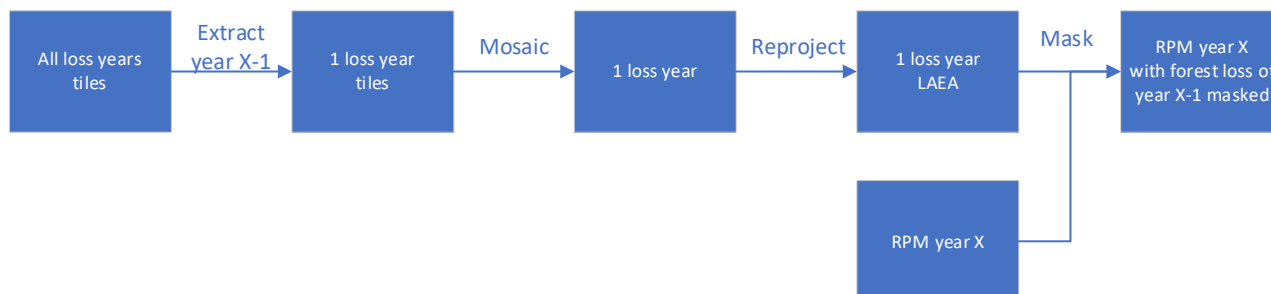 All loss years
tiles
Extract
year X-1
1 loss year
tiles
Mosaic
1 loss year
Reproject
1 loss year
LAEA
Mask
RPM year X
with forest loss of
year X-1 masked
RPM year X